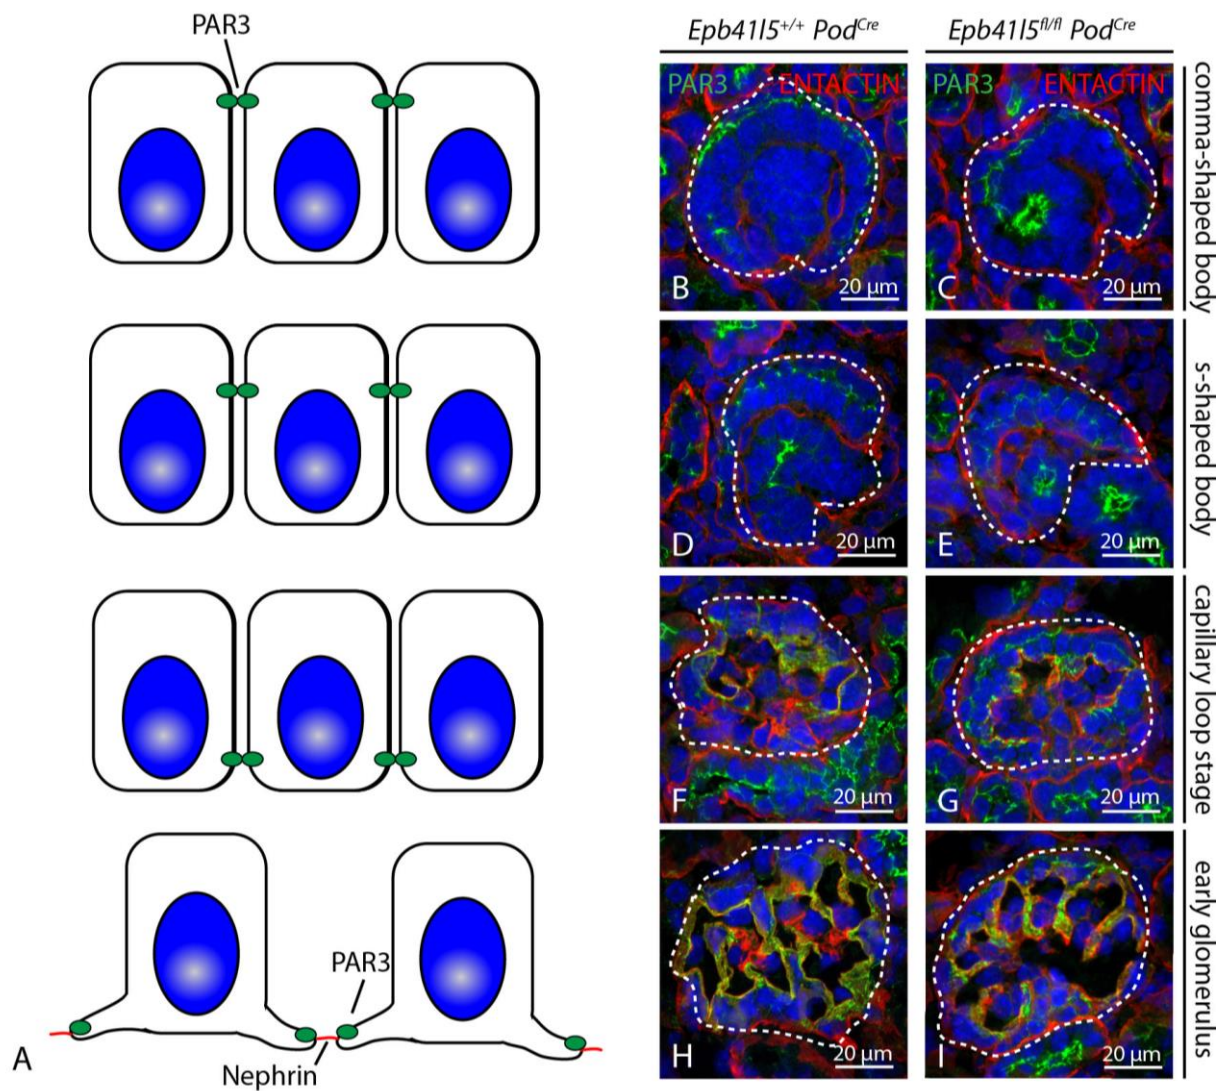 PAR3
Epb41l5+/+ PodCre
Epb41l5fl/fl PodCre
PAR3 ENTACTIN
PAR3 ENTACTIN
B 20 µm
C 20 µm
comma-shaped body
D 20 µm
E 20 µm
s-shaped body
F 20 µm
G 20 µm
capillary loop stage
PAR3
A
Nephrin
H 20 µm
I 20 µm
early glomerulus